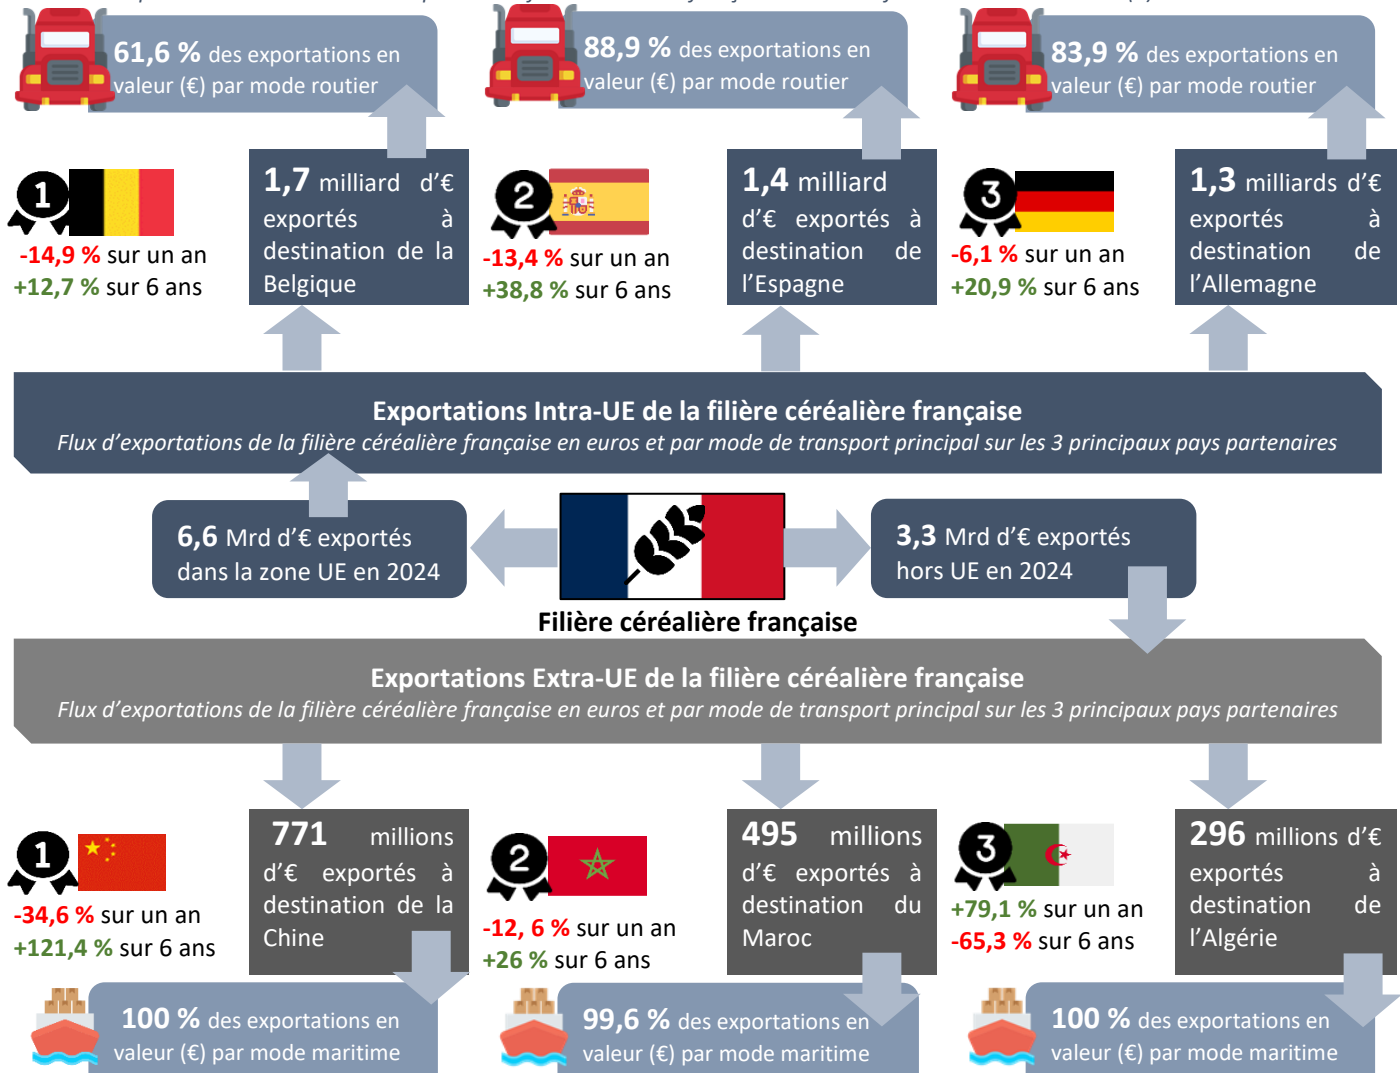 61,6 % des exportations en
valeur (€) par mode routier
88,9 % des exportations en
valeur (€) par mode routier
83,9 % des exportations en
valeur (€) par mode routier
1
-14,9 % sur un an
+12,7 % sur 6 ans
1,7 milliard d’€
exportés à
destination de la
Belgique
2
-13,4 % sur un an
+38,8 % sur 6 ans
1,4 milliard
d’€ exportés à
destination de
l’Espagne
3
-6,1 % sur un an
+20,9 % sur 6 ans
1,3 milliards d’€
exportés à
destination de
l’Allemagne
Exportations Intra-UE de la filière céréalière française
Flux d’exportations de la filière céréalière française en euros et par mode de transport principal sur les 3 principaux pays partenaires
6,6 Mrd d’€ exportés
dans la zone UE en 2024
3,3 Mrd d’€ exportés
hors UE en 2024
Filière céréalière française
Exportations Extra-UE de la filière céréalière française
Flux d’exportations de la filière céréalière française en euros et par mode de transport principal sur les 3 principaux pays partenaires
1
-34,6 % sur un an
+121,4 % sur 6 ans
771 millions
d’€ exportés à
destination de la
Chine
2
-12, 6 % sur un an
+26 % sur 6 ans
495 millions
d’€ exportés à
destination du
Maroc
3
+79,1 % sur un an
-65,3 % sur 6 ans
296 millions d’€
exportés à
destination de
l’Algérie
100 % des exportations en
valeur (€) par mode maritime
99,6 % des exportations en
valeur (€) par mode maritime
100 % des exportations en
valeur (€) par mode maritime